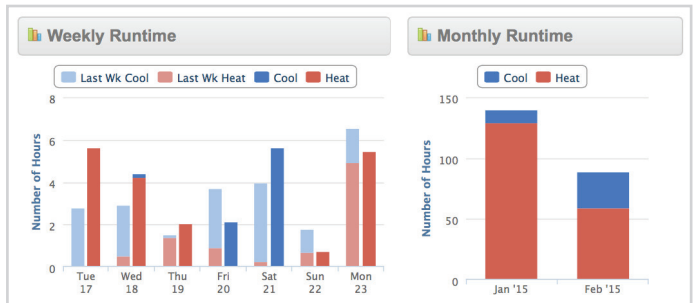 Weekly Runtime
Last Wk Cool Last Wk Heat Cool Heat
Number of Hours
8
6
4
2
0
Tue Wed Thu Fri Sat Sun Mon
17 18 19 20 21 22 23
Monthly Runtime
Cool Heat
Number of Hours
150
100
50
0
Jan '15 Feb '15